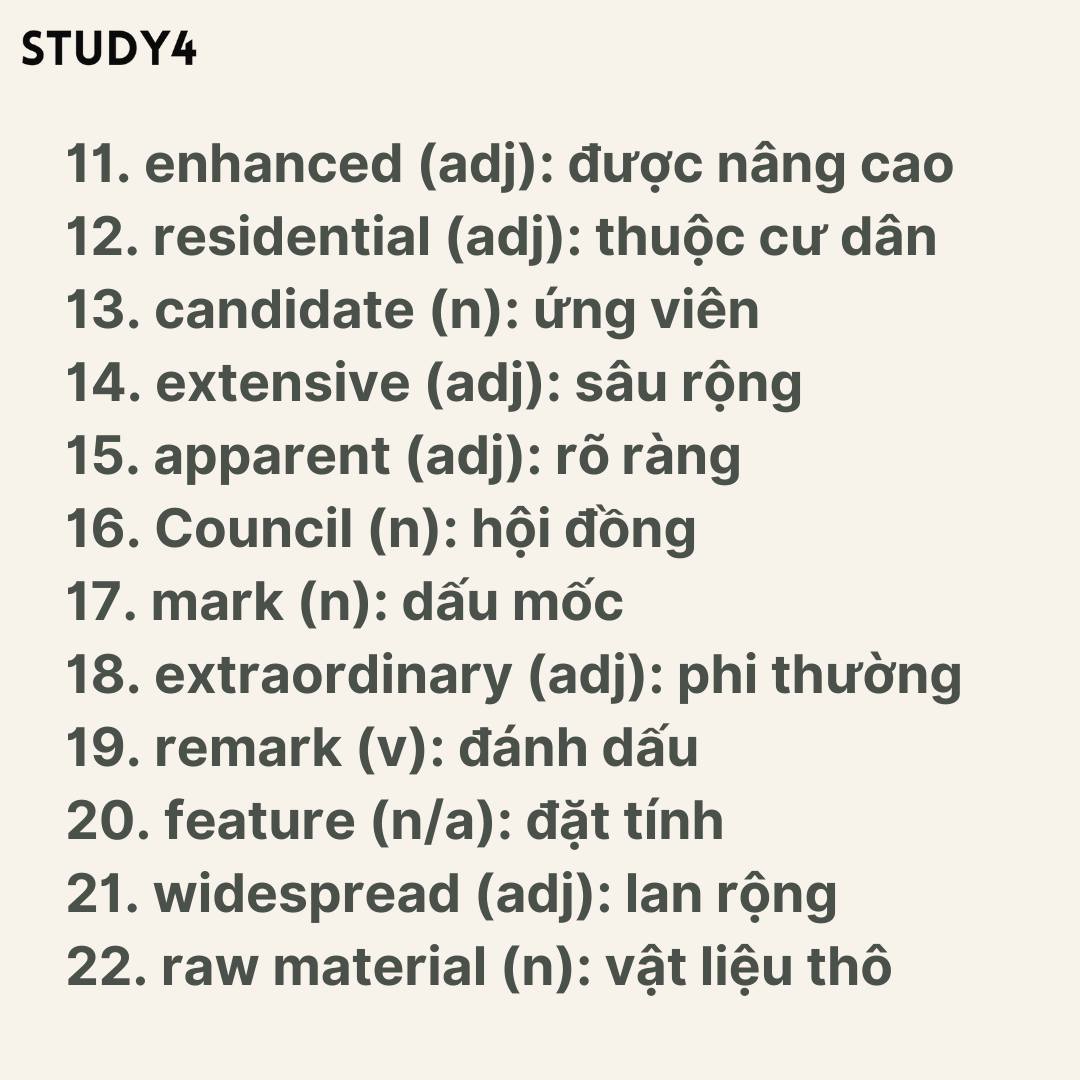 STUDY4
11. enhanced (adj): được nâng cao
12. residential (adj): thuộc cư dân
13. candidate (n): ứng viên
14. extensive (adj): sâu rộng
15. apparent (adj): rõ ràng
16. Council (n): hội đồng
17. mark (n): dấu mốc
18. extraordinary (adj): phi thường
19. remark (v): đánh dấu
20. feature (n/a): đặt tính
21. widespread (adj): lan rộng
22. raw material (n): vật liệu thô